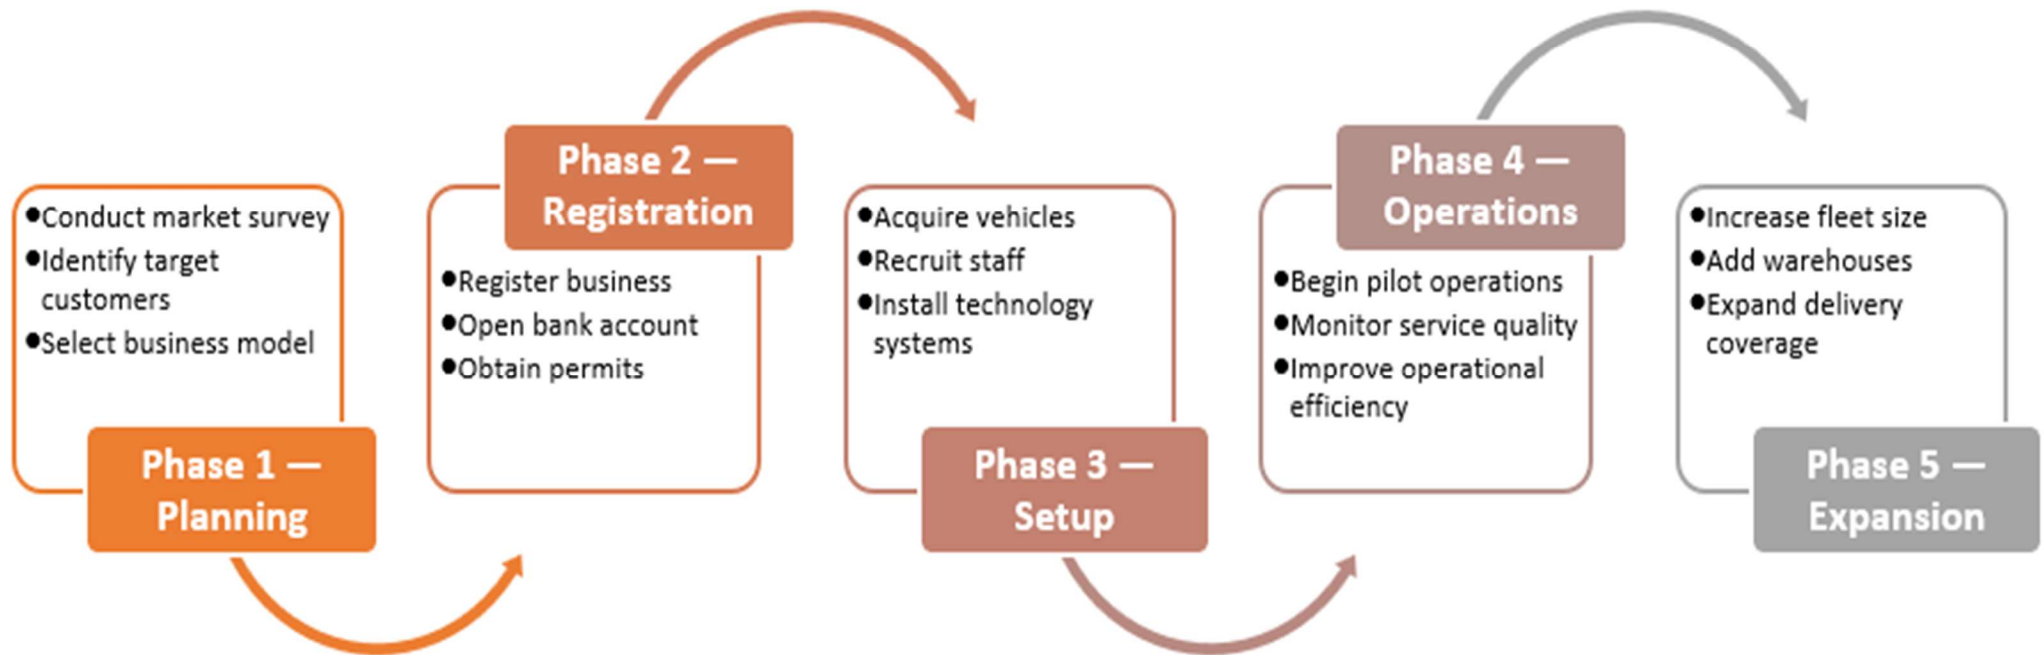 ●Conduct market survey
●Identify target
customers
●Select business model
Phase 1 —
Planning
Phase 2 —
Registration
●Register business
●Open bank account
●Obtain permits
●Acquire vehicles
●Recruit staff
●Install technology
systems
Phase 3 —
Setup
Phase 4 —
Operations
●Begin pilot operations
●Monitor service quality
●Improve operational
efficiency
●Increase fleet size
●Add warehouses
●Expand delivery
coverage
Phase 5 —
Expansion